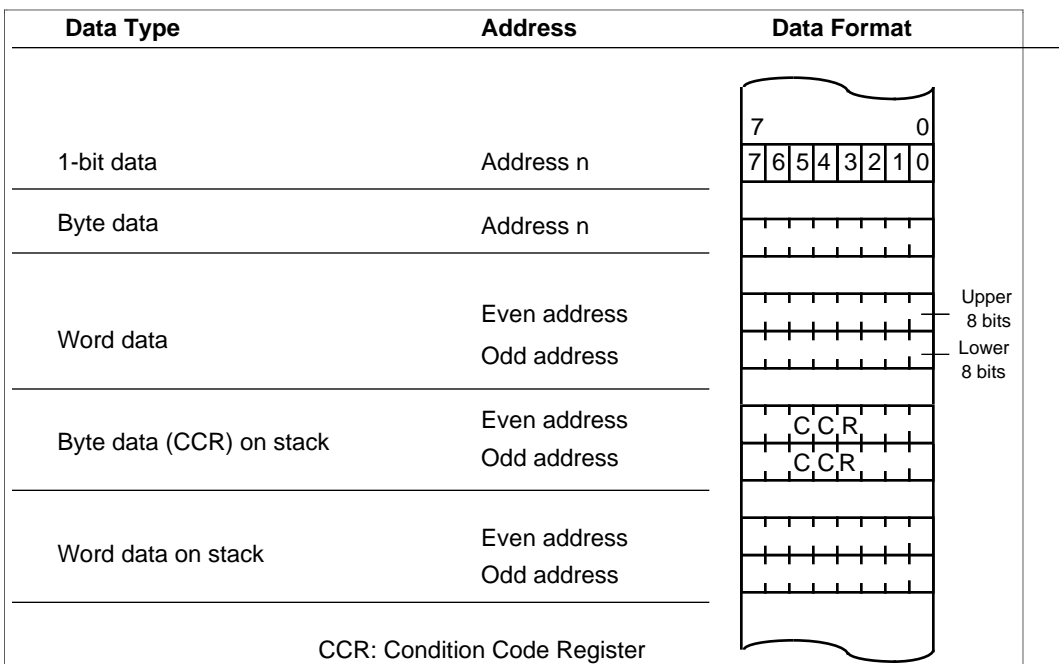 Data Type Address Data Format
7 0
1-bit data Address n 7 6 5 4 3 2 1 0
Byte data Address n
Even address Upper 8 bits
Word data
Odd address Lower 8 bits
Even address C C R
Byte data (CCR) on stack
Odd address C C R
Even address
Word data on stack
Odd address
CCR: Condition Code Register